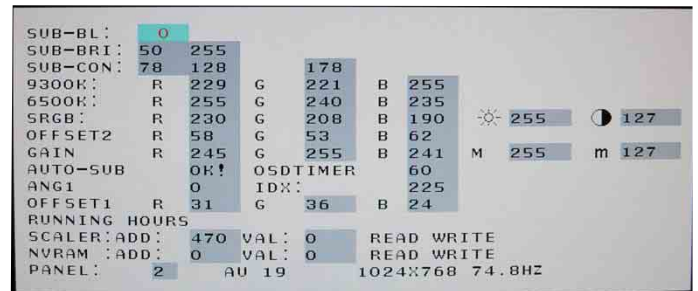 SUB-BL: 0
SUB-BRI: 50 255
SUB-CON: 78 128 178
9300K: R 229 G 221 B 255
6500K: R 255 G 240 B 235
SRGB: R 230 G 208 B 190 255 127
OFFSET2 R 58 G 53 B 62
GAIN R 245 G 255 B 241 M 255 m 127
AUTO-SUB OK! OSDTIMER 60
ANG1 0 IDX: 225
OFFSET1 R 31 G 36 B 24
RUNNING HOURS
SCALER:ADD: 470 VAL: 0 READ WRITE
NVRAM :ADD: 0 VAL: 0 READ WRITE
PANEL: 2 AU 19 1024X768 74.8HZ